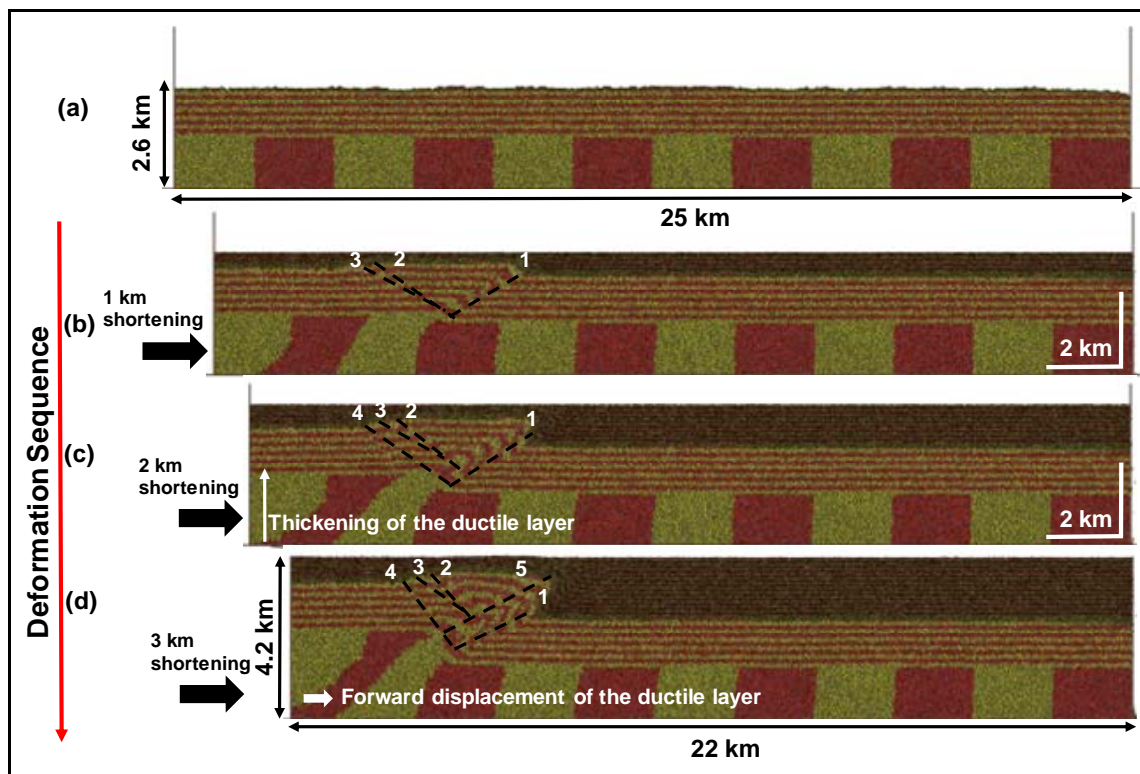 (a)
2.6 km
25 km
Deformation Sequence
3 2 1
1 km
shortening
(b)
2 km
4 3 2 1
(c)
2 km
shortening
Thickening of the ductile layer
2 km
4 3 2 5 1
(d)
4.2 km
3 km
shortening
Forward displacement of the ductile layer
22 km